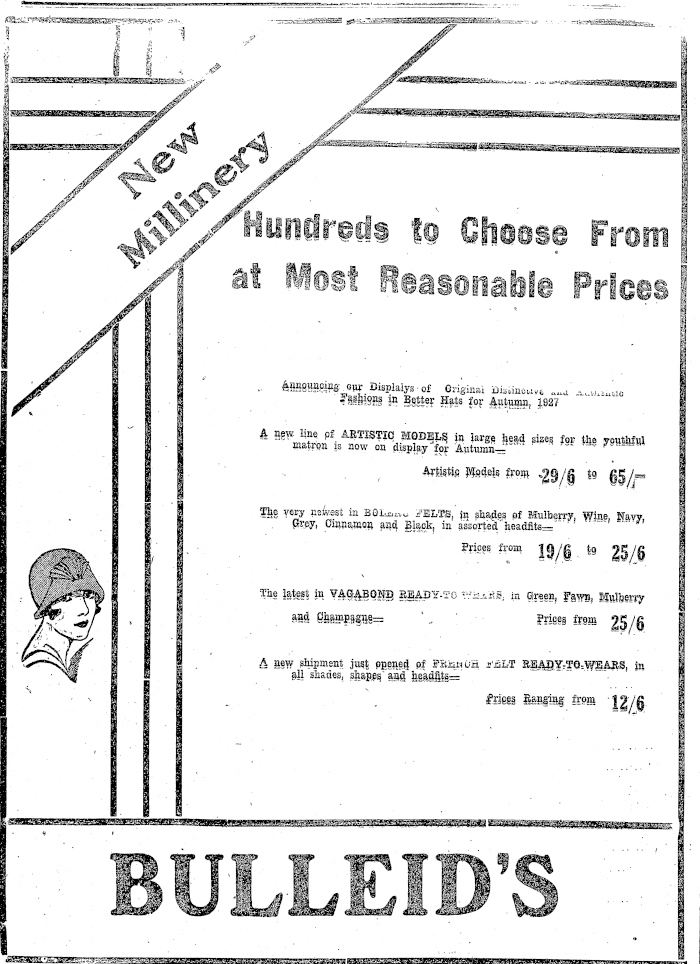 New
Millinery
Hundreds to Choose From
at Most Reasonable Prices
Announcing our Displaiys of Original Distinctive and
Fashions in Better Hats for Autumn, 1927
A new line of ARTISTIC MODELS in large head sizes for the youthful
matron is now on display for Autumn—
Artistic Models from 29/6 to 65/-
The very newest in FELTS, in shades of Mulberry, Wine, Navy,
Grey, Cinnamon and Black, in assorted headfits—
Prices from 19/6 to 25/6
The latest in VAGABOND READY-TO WEARS, in Green, Fawn, Mulberry
and Champagne—
Prices from 25/6
A new shipment just opened of FRENCH FELT READY-TO-WEARS, in
all shades, shapes and headfits—
Prices Ranging from 12/6
BULLEID'S